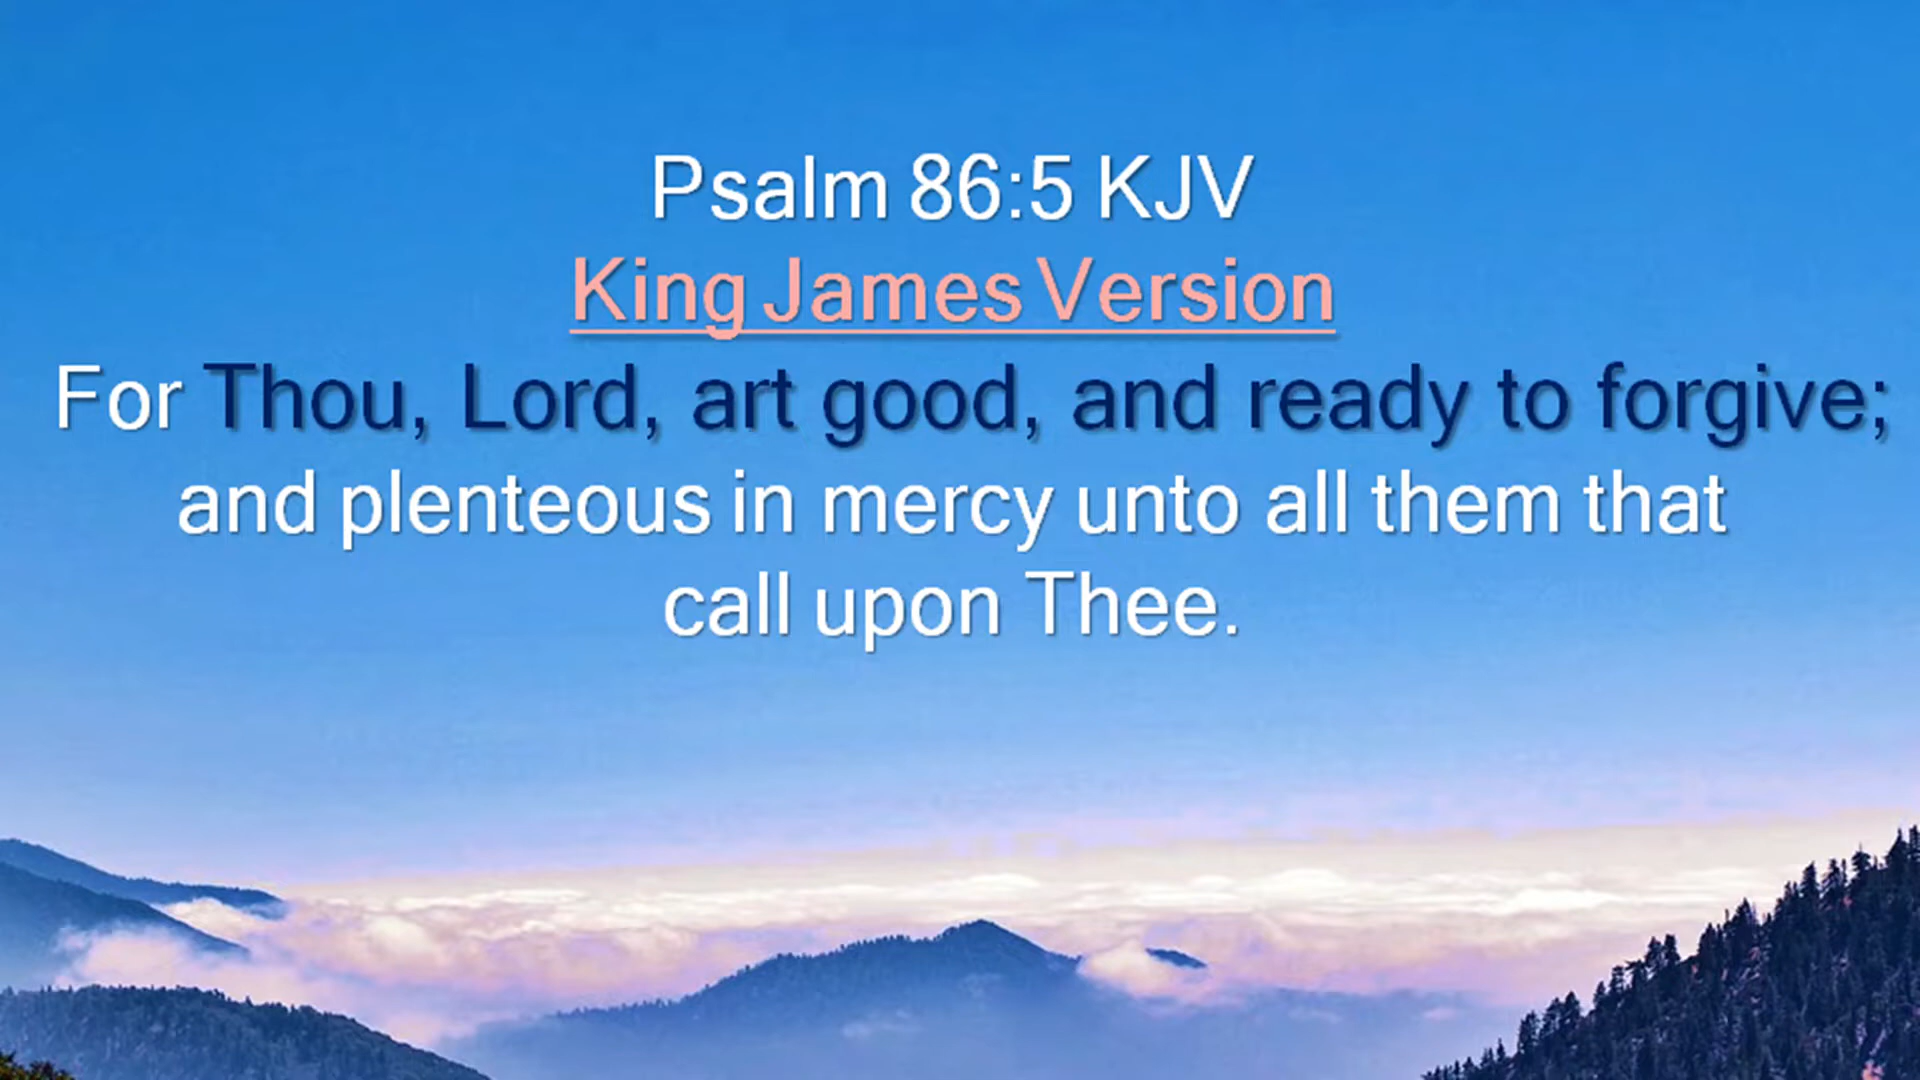 Psalm 86:5 KJV
King James Version
For Thou, Lord, art good, and ready to forgive;
and plenteous in mercy unto all them that
call upon Thee.